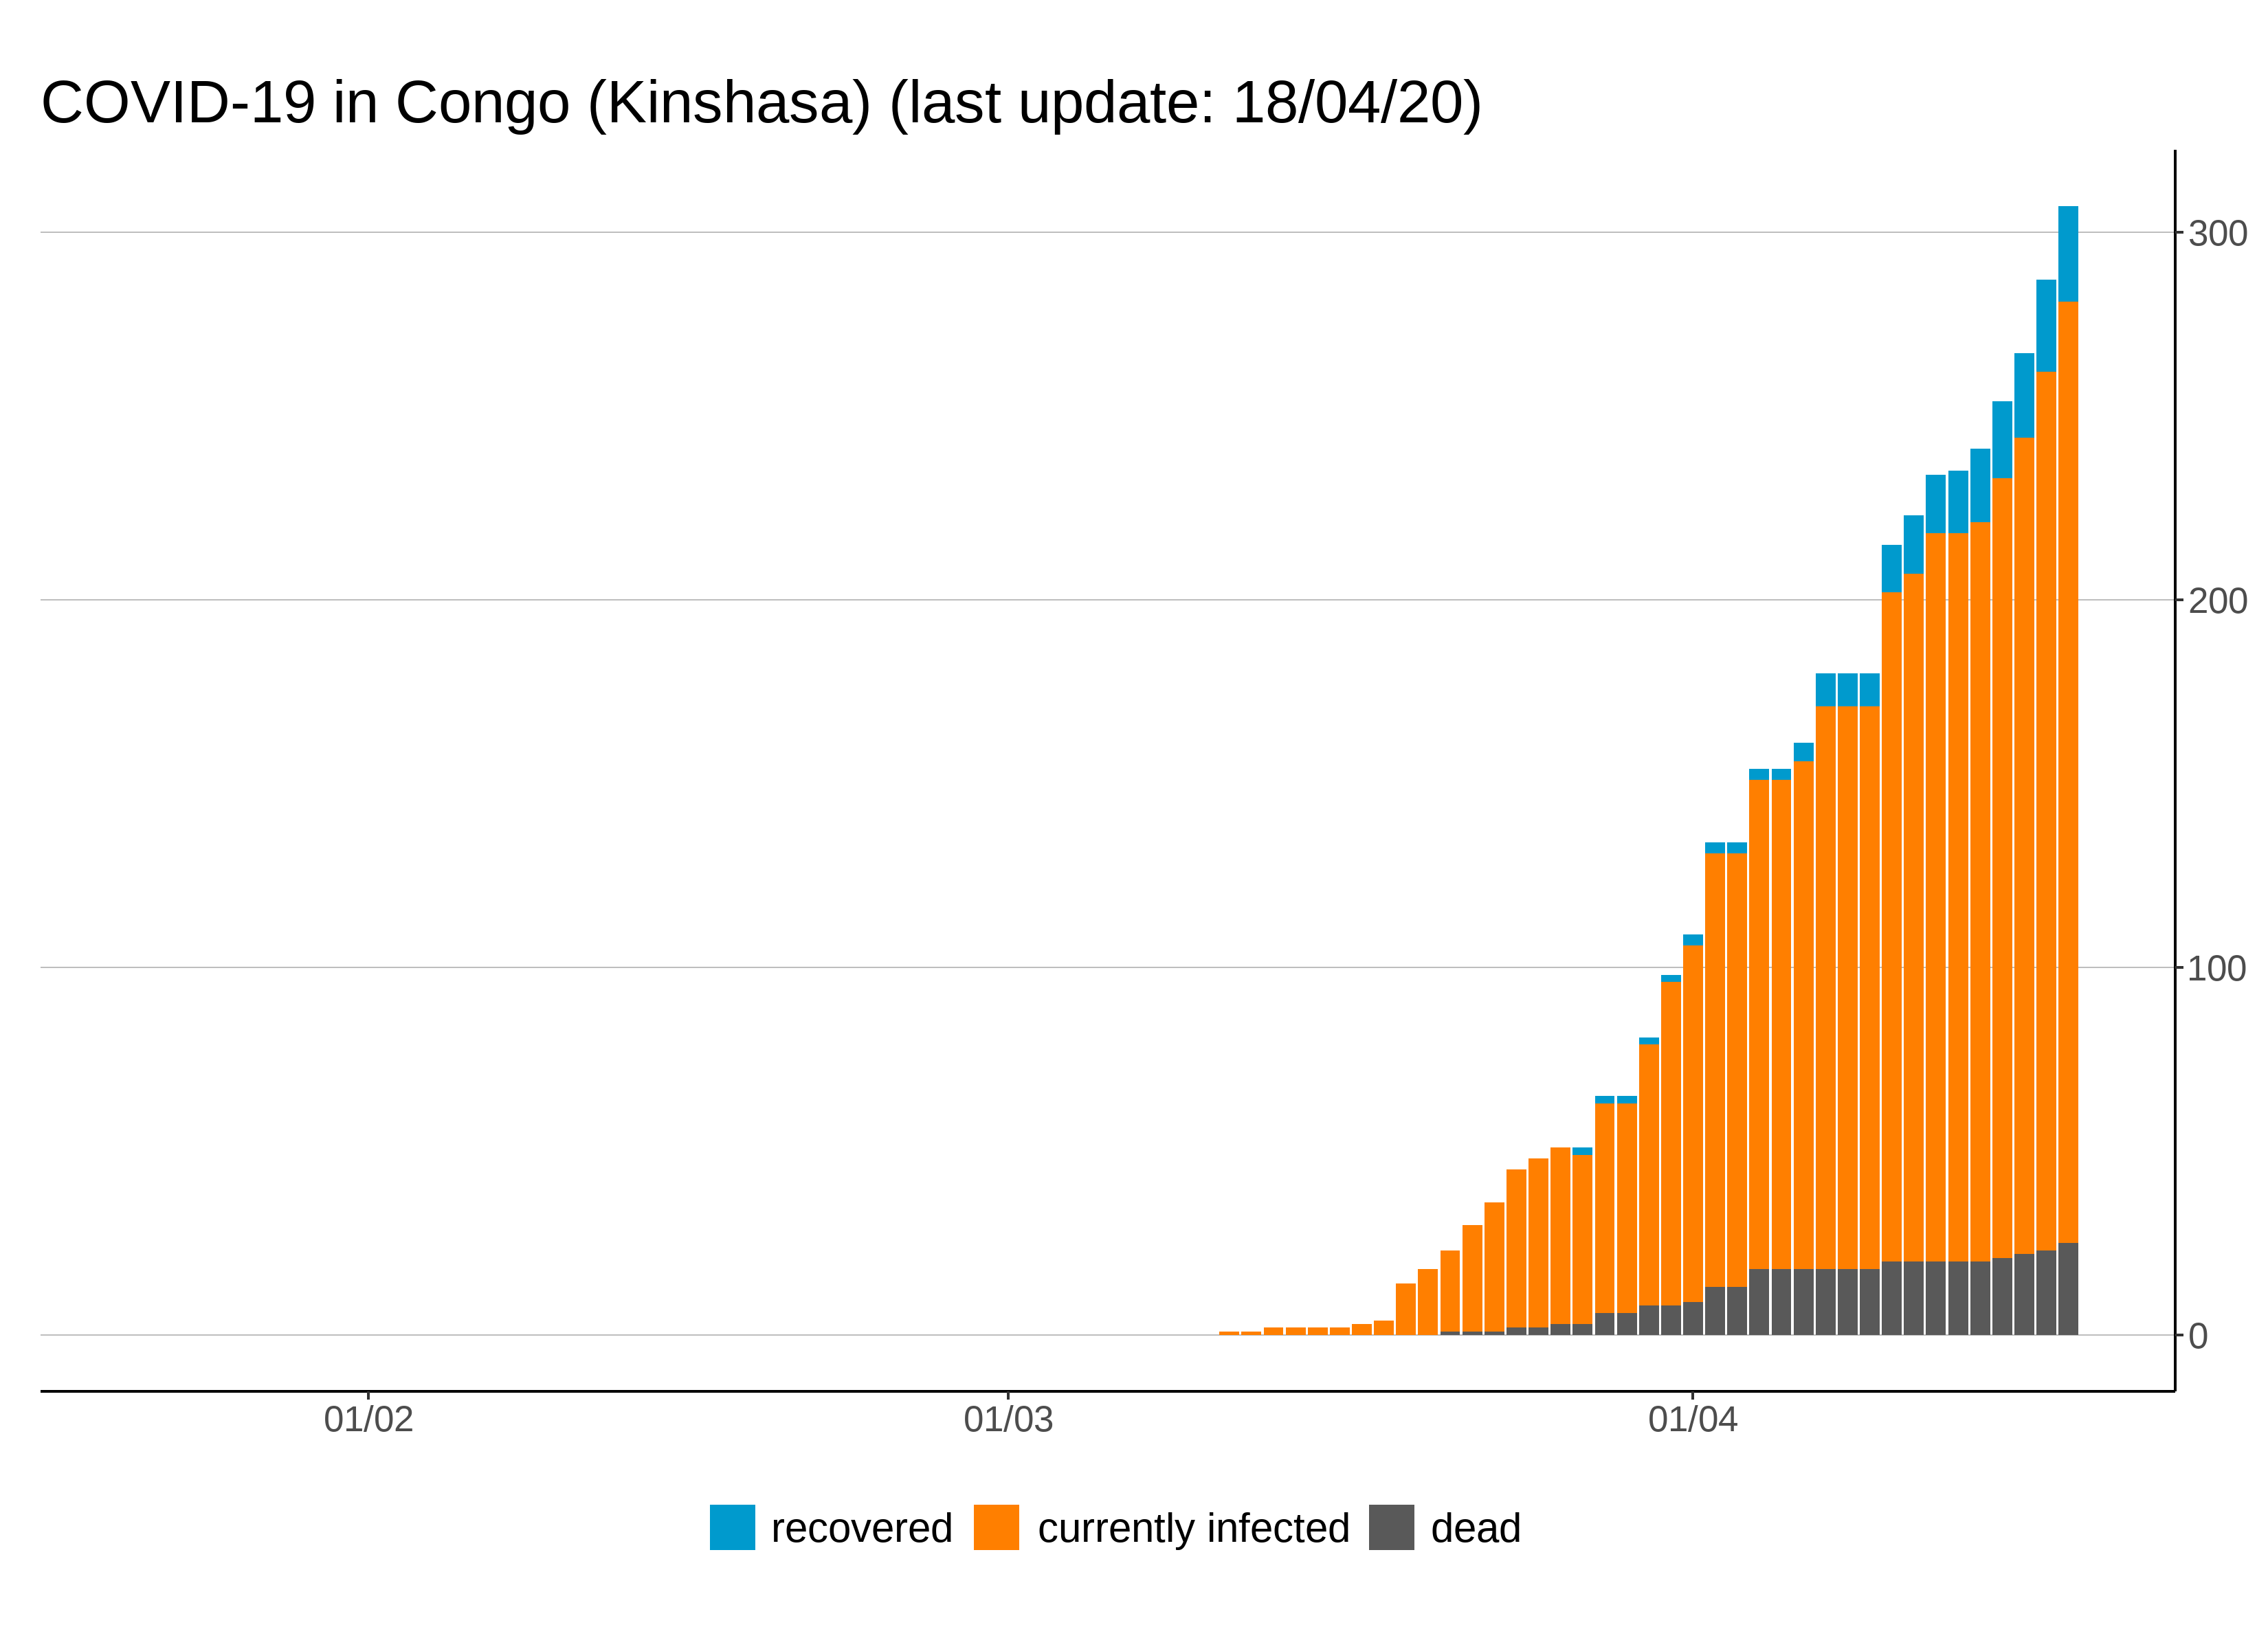 COVID-19 in Congo (Kinshasa) (last update: 18/04/20)
300
200
100
0
01/02 01/03 01/04
recovered currently infected dead